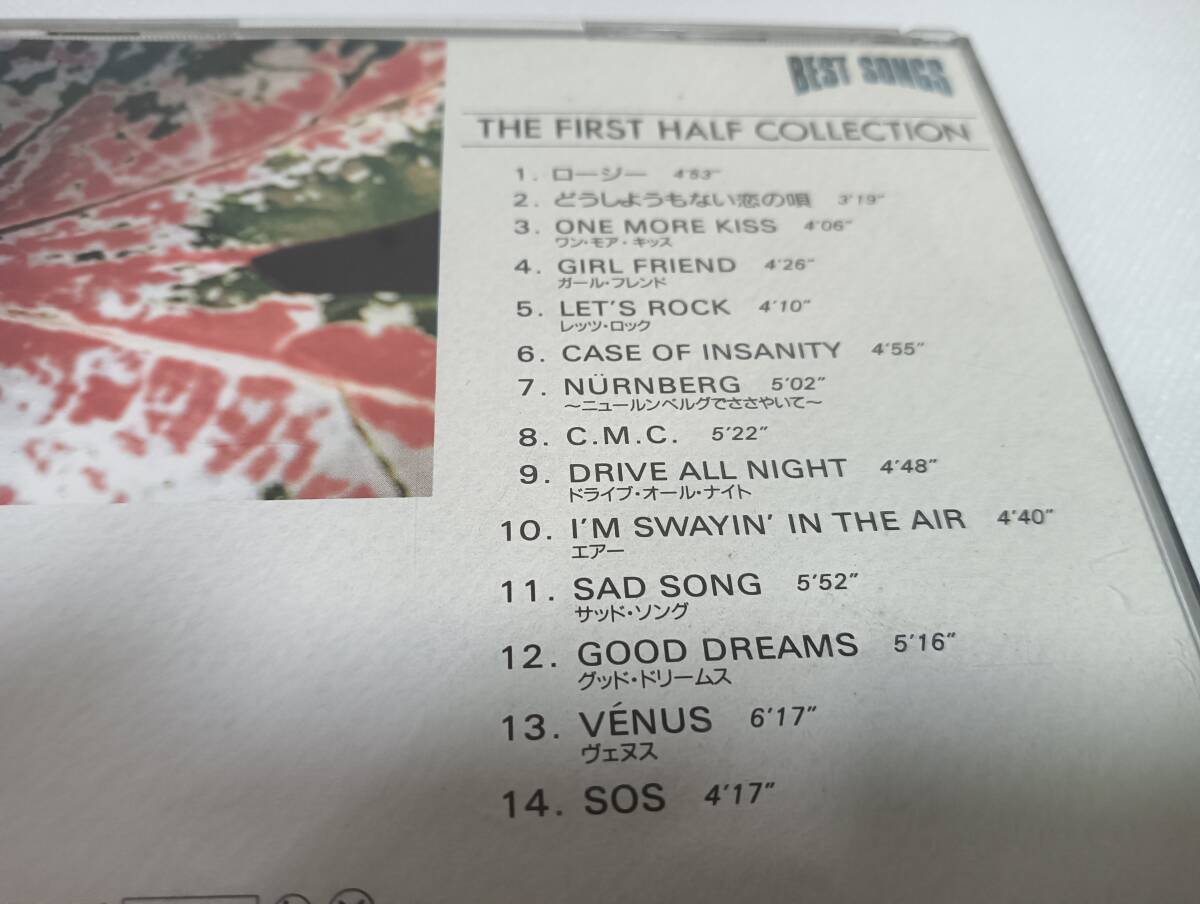 BEST SONGS
THE FIRST HALF COLLECTION
1. ロージー 4'53"
2. どうしようもない恋の唄 3'19"
3. ONE MORE KISS 4'06"
ワン・モア・キッス
4. GIRL FRIEND 4'26"
ガール・フレンド
5. LET'S ROCK 4'10"
レッツ・ロック
6. CASE OF INSANITY 4'55"
7. NÜRNBERG 5'02"
〜ニュールンベルグでささやいて〜
8. C.M.C. 5'22"
9. DRIVE ALL NIGHT 4'48"
ドライブ・オール・ナイト
10. I'M SWAYIN' IN THE AIR 4'40"
エアー
11. SAD SONG 5'52"
サッド・ソング
12. GOOD DREAMS 5'16"
グッド・ドリームス
13. VÉNUS 6'17"
ヴェヌス
14. SOS 4'17"